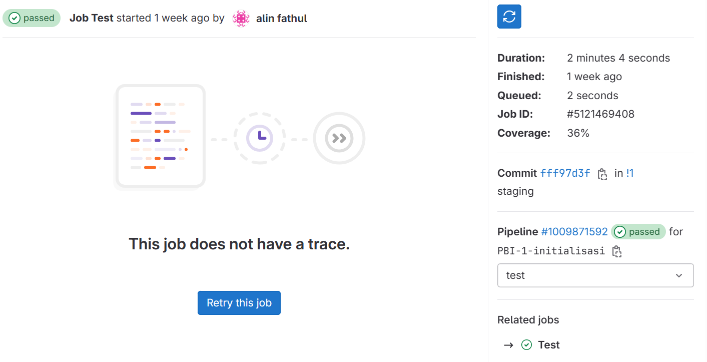 passed Job Test started 1 week ago by alin fathul
This job does not have a trace.
Retry this job
Duration: 2 minutes 4 seconds
Finished: 1 week ago
Queued: 2 seconds
Job ID: #5121469408
Coverage: 36%
Commit fff97d3f in !1
staging
Pipeline #1009871592 passed for
PBI-1-initialisasi
test
Related jobs
→ Test